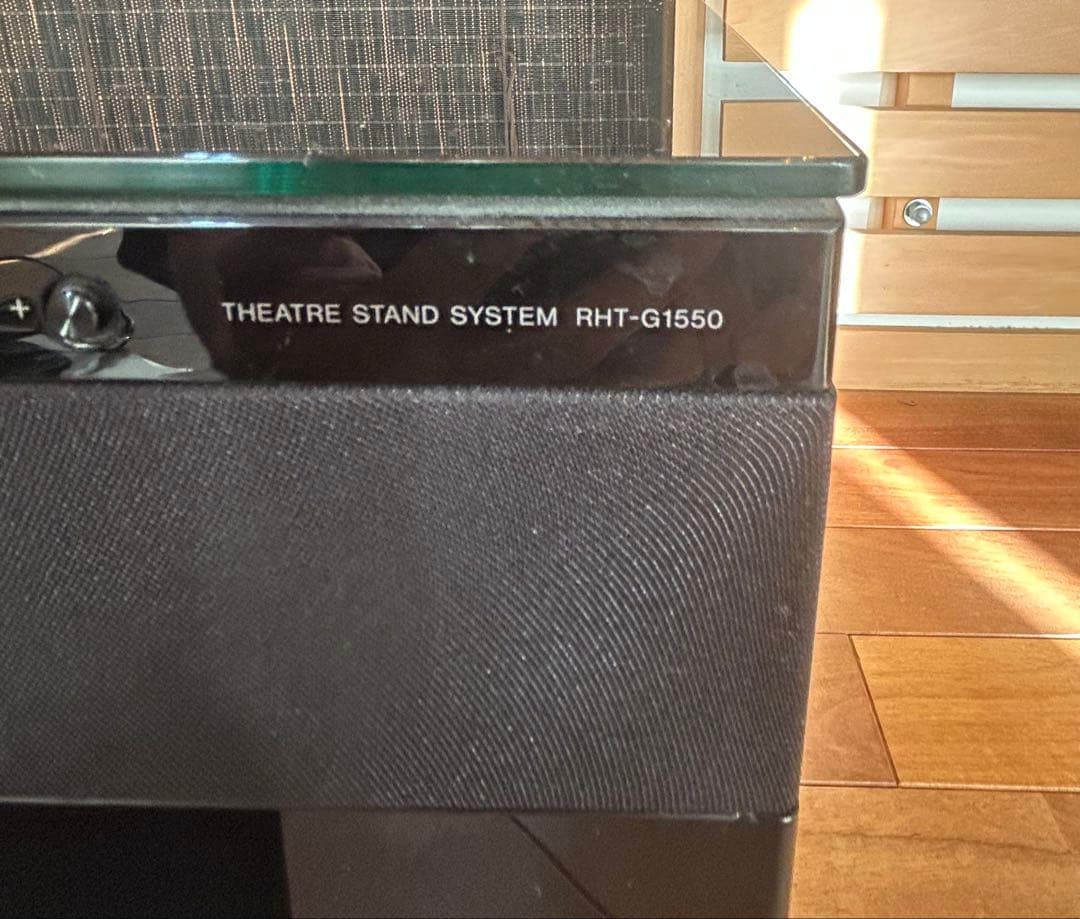 +
THEATRE STAND SYSTEM RHT-G1550